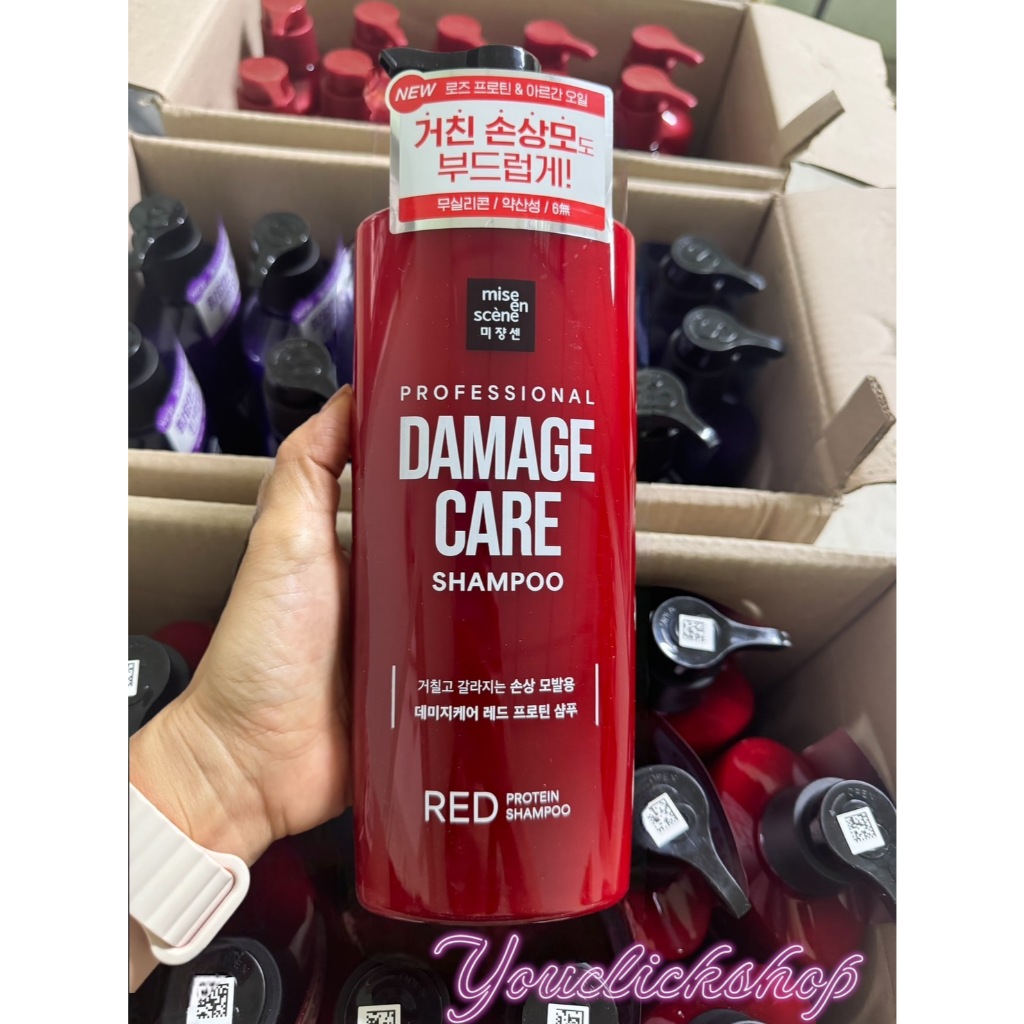 NEW 로즈 프로틴 & 아르간 오일
거친 손상모도
부드럽게!
무실리콘 / 약산성 / 6無
mise
en
scène
미쟝센
PROFESSIONAL
DAMAGE
CARE
SHAMPOO
거칠고 갈라지는 손상 모발용
데미지케어 레드 프로틴 샴푸
RED PROTEIN
SHAMPOO
OPEN
OPEN
Youclickshop